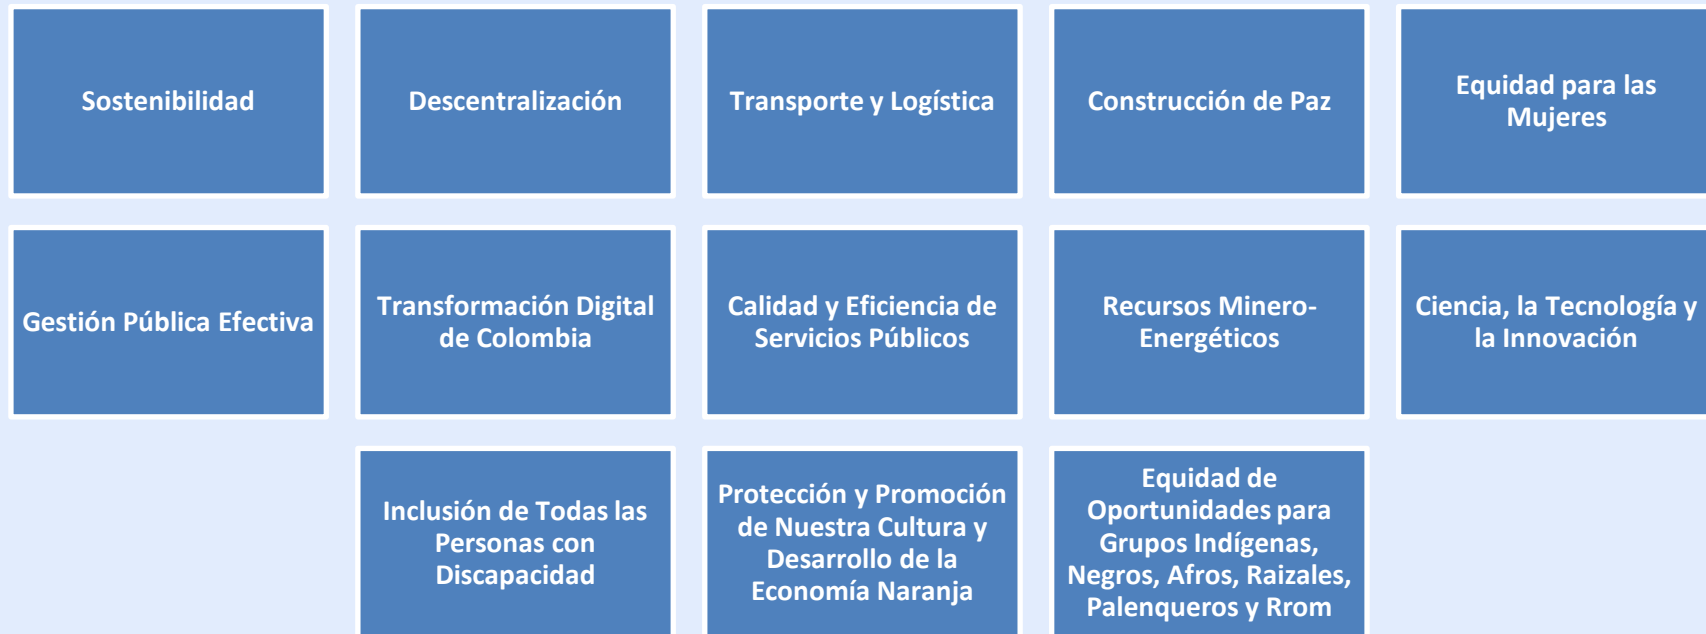 Sostenibilidad
Descentralización
Transporte y Logística
Construcción de Paz
Equidad para las
Mujeres
Gestión Pública Efectiva
Transformación Digital
de Colombia
Calidad y Eficiencia de
Servicios Públicos
Recursos Minero-
Energéticos
Ciencia, la Tecnología y
la Innovación
Inclusión de Todas las
Personas con
Discapacidad
Protección y Promoción
de Nuestra Cultura y
Desarrollo de la
Economía Naranja
Equidad de
Oportunidades para
Grupos Indígenas,
Negros, Afros, Raizales,
Palenqueros y Rrom